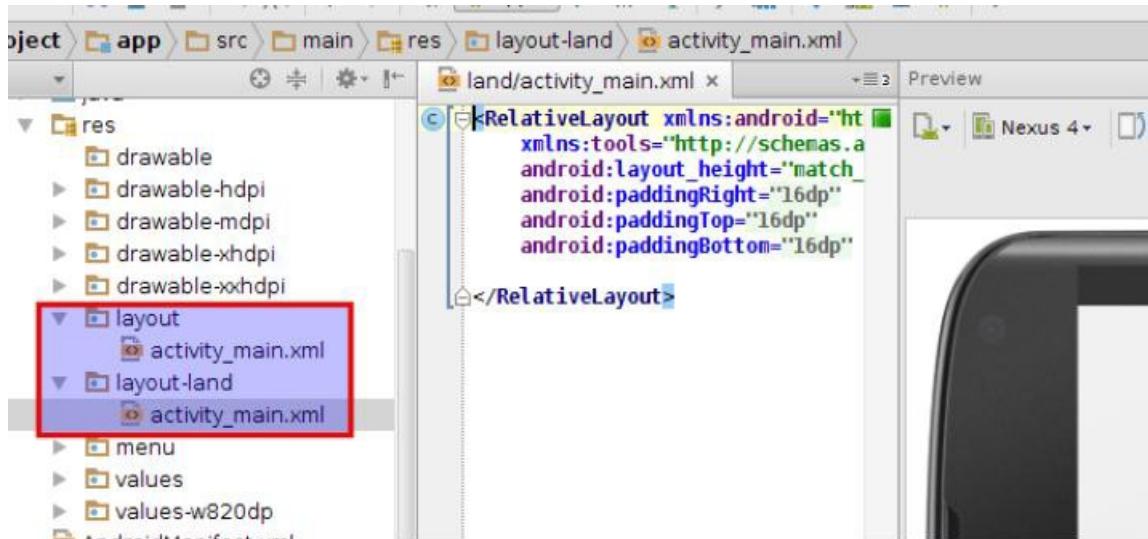 oject app src main res layout-land activity_main.xml
land/activity_main.xml 3 Preview
res
drawable
drawable-hdpi
drawable-mdpi
drawable-xhdpi
drawable-xxhdpi
layout
activity_main.xml
layout-land
activity_main.xml
menu
values
values-w820dp
<RelativeLayout xmlns:android="ht
xmlns:tools="http://schemas.a
android:layout_height="match_
android:paddingRight="16dp"
android:paddingTop="16dp"
android:paddingBottom="16dp"
</RelativeLayout>
Nexus 4